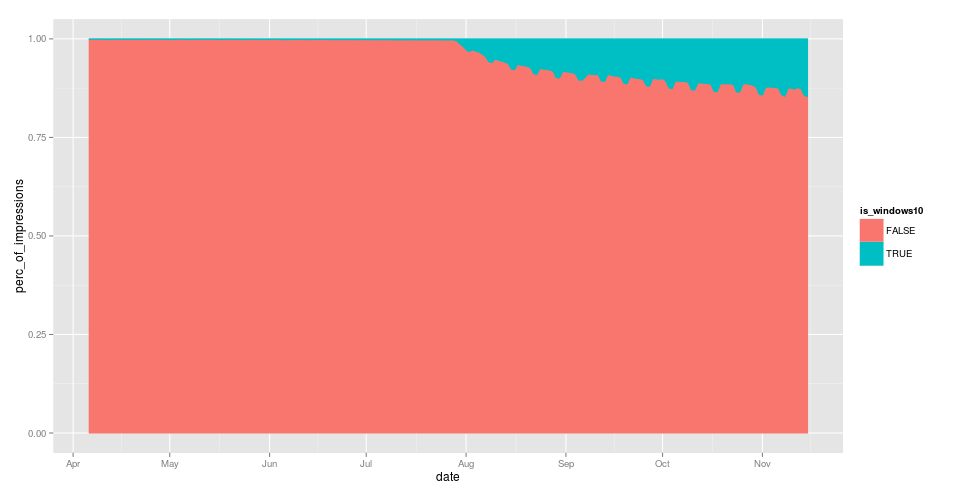 1.00
0.75
0.50
0.25
0.00
perc_of_impressions
Apr May Jun Jul Aug Sep Oct Nov
date
is_windows10
FALSE
TRUE